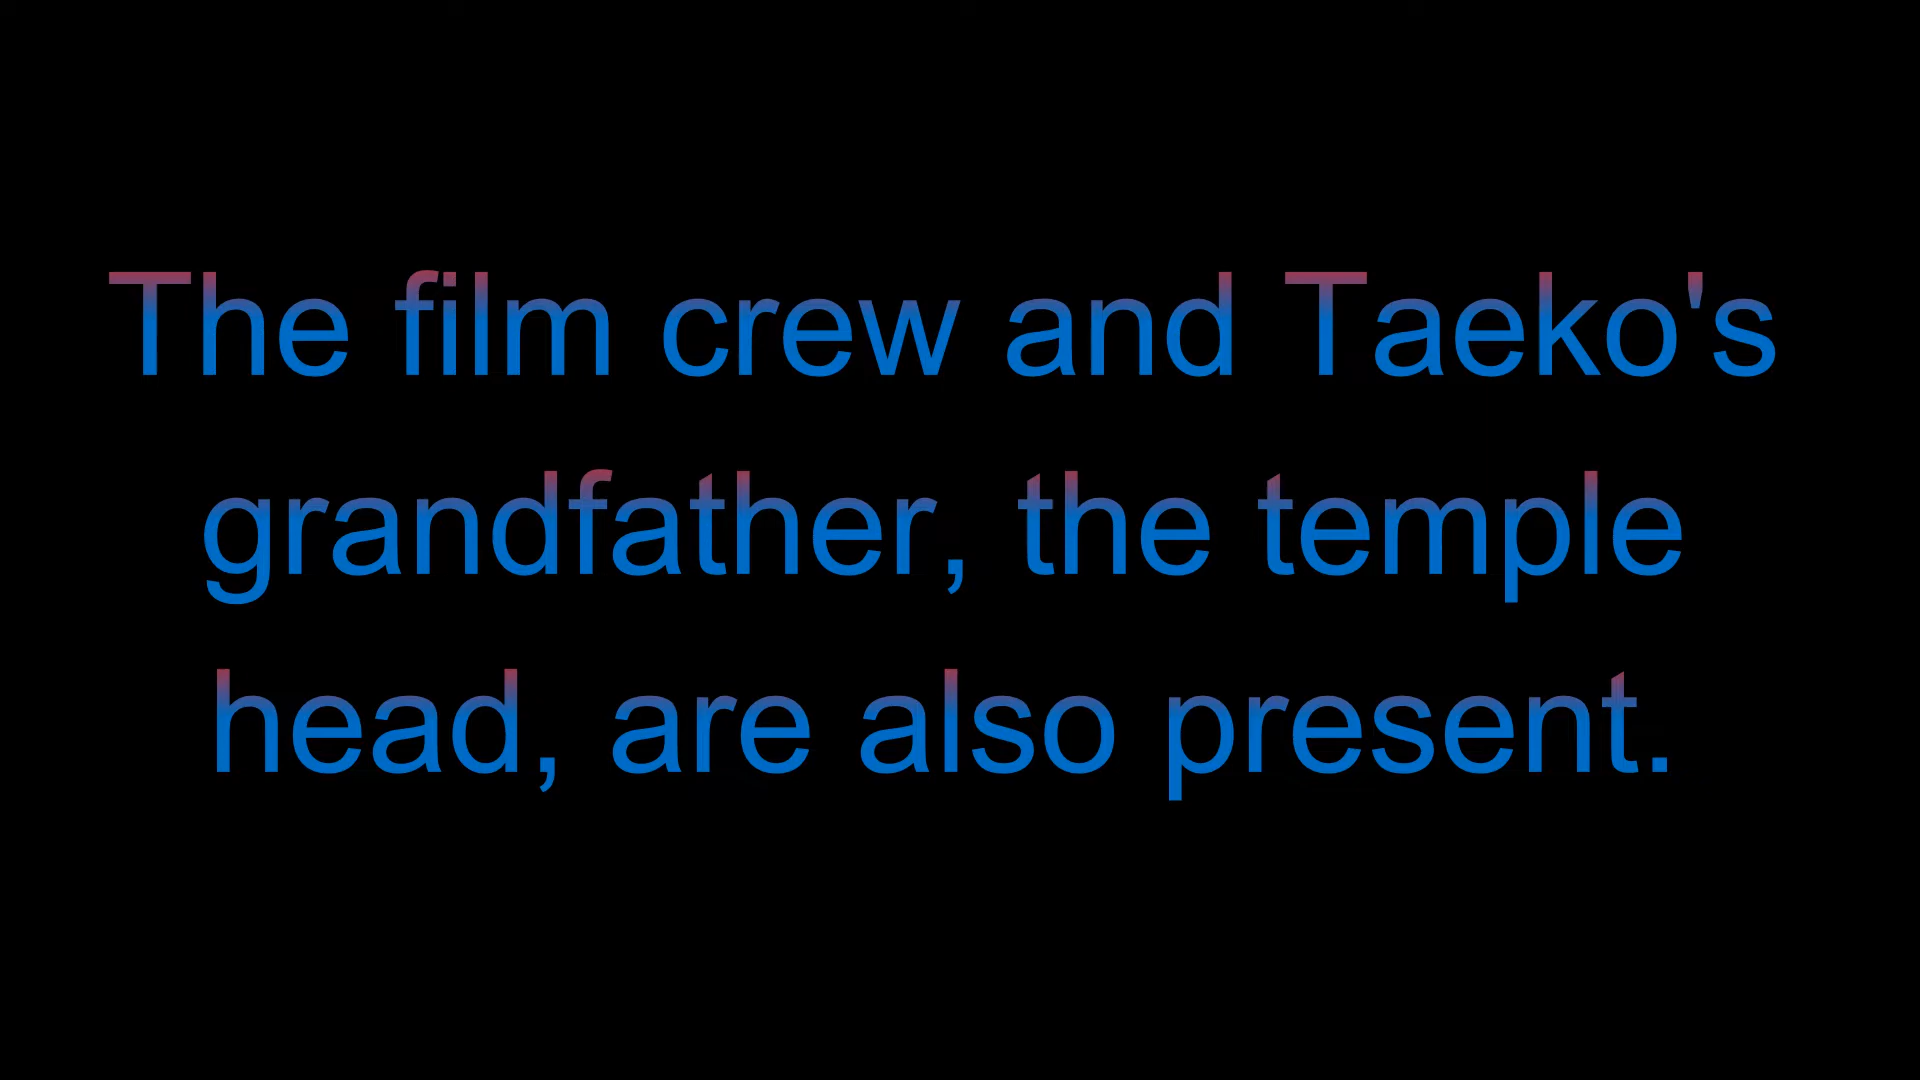 The film crew and Taeko's
grandfather, the temple
head, are also present.